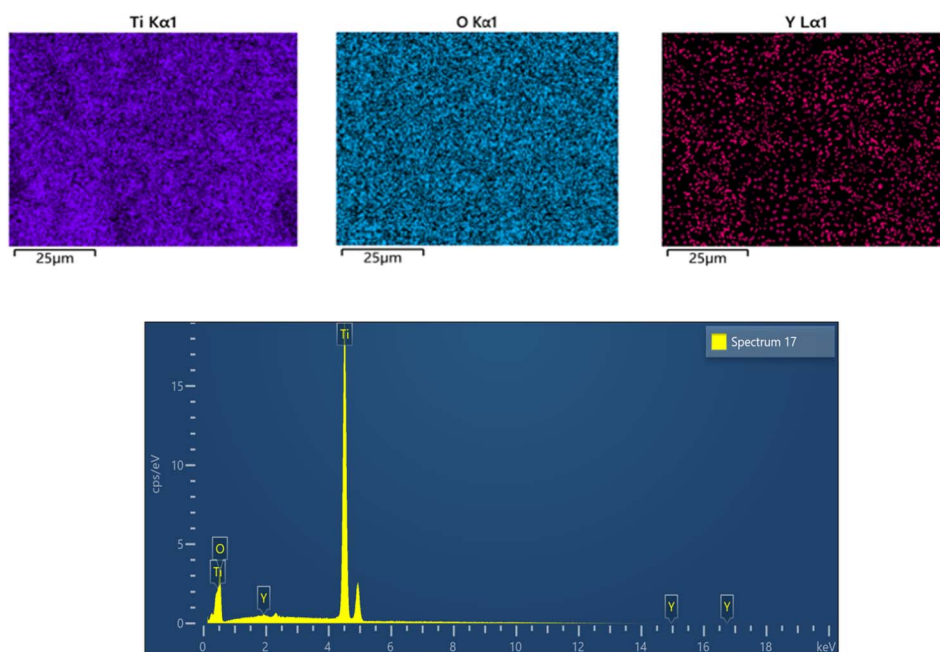 Ti Kα1
O Kα1
Y Lα1
25µm
25µm
25µm
Ti
Spectrum 17
15
10
cps/eV
5
O
Ti
Y
Y
Y
0
0
2
4
6
8
10
12
14
16
18
keV